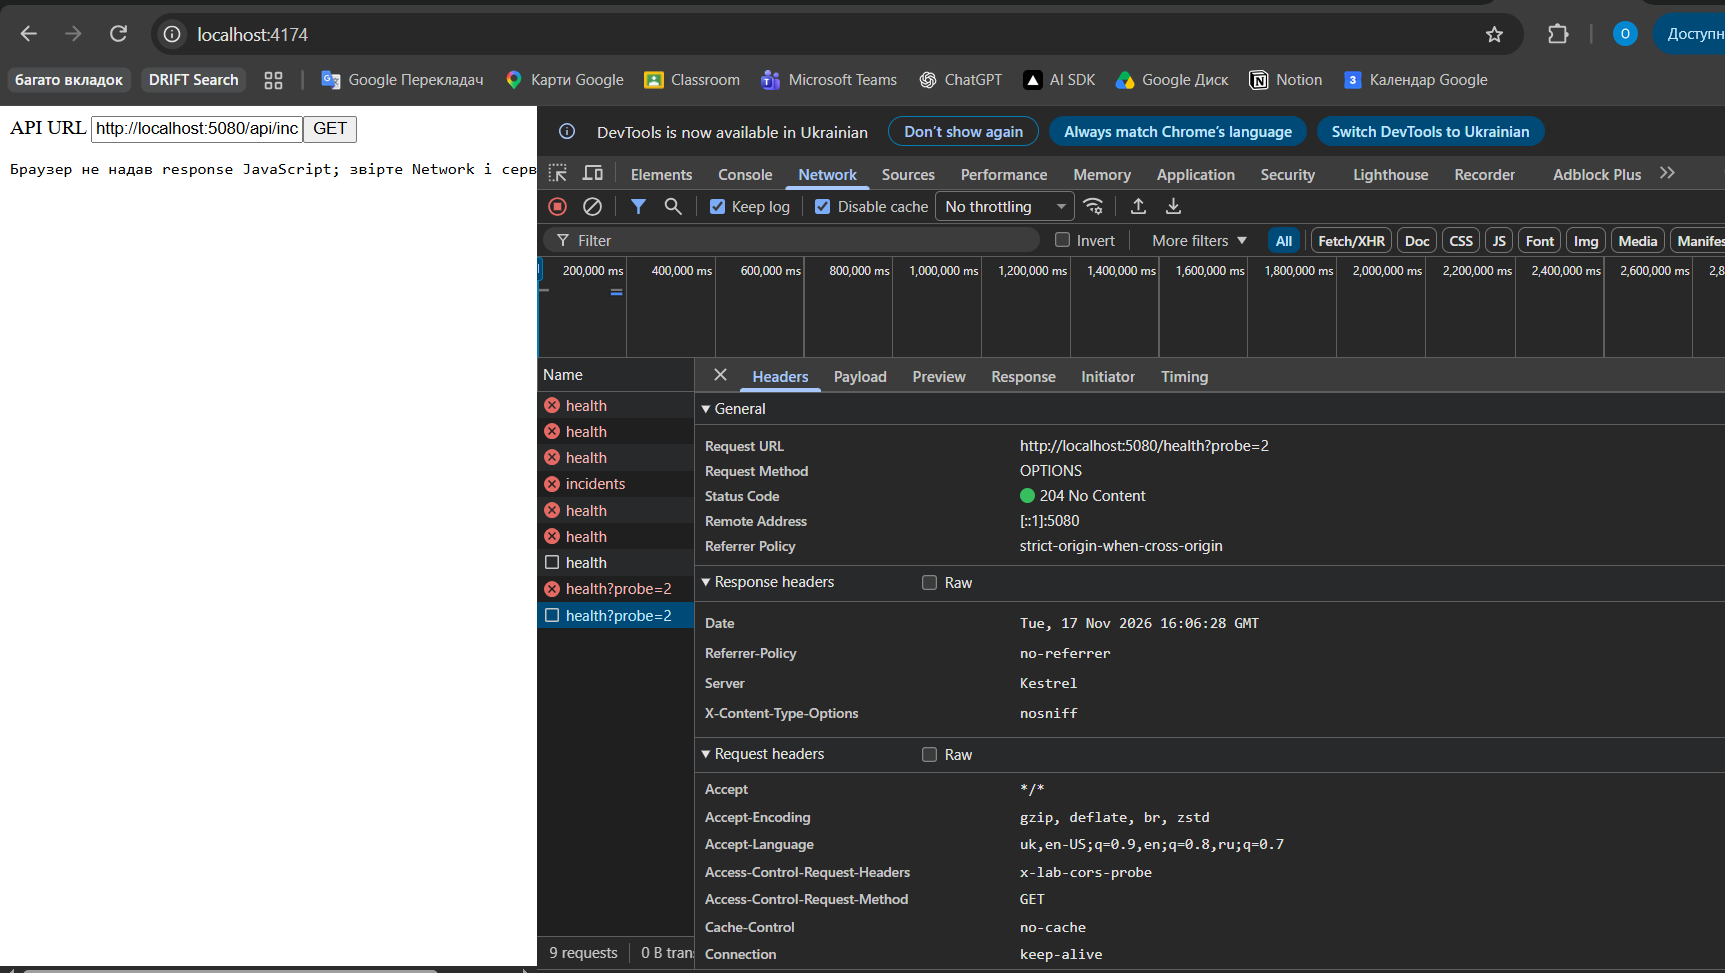 localhost:4174
O
Доступн
багато вкладок
DRIFT Search
Google Перекладач
Карти Google
Classroom
Microsoft Teams
ChatGPT
AI SDK
Google Диск
Notion
3
Календар Google
API URL http://localhost:5080/api/inc GET
Браузер не надав response JavaScript; звірте Network і серв
DevTools is now available in Ukrainian
Don't show again
Always match Chrome's language
Switch DevTools to Ukrainian
Elements Console Network Sources Performance Memory Application Security Lighthouse Recorder Adblock Plus
Keep log Disable cache No throttling
Filter Invert More filters All Fetch/XHR Doc CSS JS Font Img Media Manifes
200,000 ms 400,000 ms 600,000 ms 800,000 ms 1,000,000 ms 1,200,000 ms 1,400,000 ms 1,600,000 ms 1,800,000 ms 2,000,000 ms 2,200,000 ms 2,400,000 ms 2,600,000 ms 2,8
Name
health
health
health
incidents
health
health
health
health?probe=2
health?probe=2
9 requests 0 B tran
Headers Payload Preview Response Initiator Timing
General
Request URL http://localhost:5080/health?probe=2
Request Method OPTIONS
Status Code 204 No Content
Remote Address [::1]:5080
Referrer Policy strict-origin-when-cross-origin
Response headers Raw
Date Tue, 17 Nov 2026 16:06:28 GMT
Referrer-Policy no-referrer
Server Kestrel
X-Content-Type-Options nosniff
Request headers Raw
Accept */*
Accept-Encoding gzip, deflate, br, zstd
Accept-Language uk,en-US;q=0.9,en;q=0.8,ru;q=0.7
Access-Control-Request-Headers x-lab-cors-probe
Access-Control-Request-Method GET
Cache-Control no-cache
Connection keep-alive